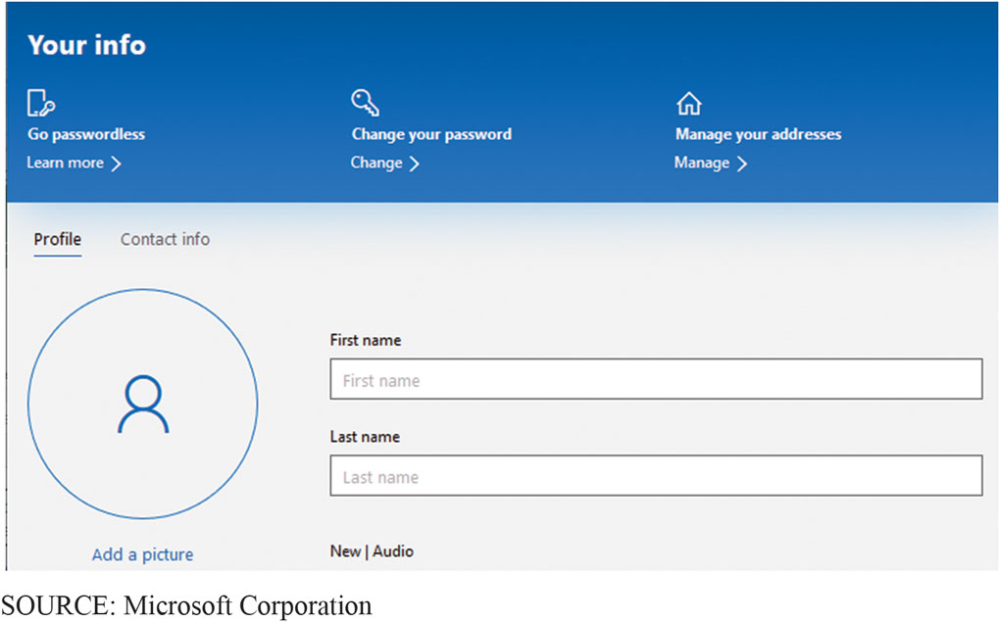 Your info
Go passwordless
Change your password
Manage your addresses
Learn more
Change
Manage
Profile
Contact info
First name
First name
Last name
Last name
Add a picture
New | Audio
SOURCE: Microsoft Corporation